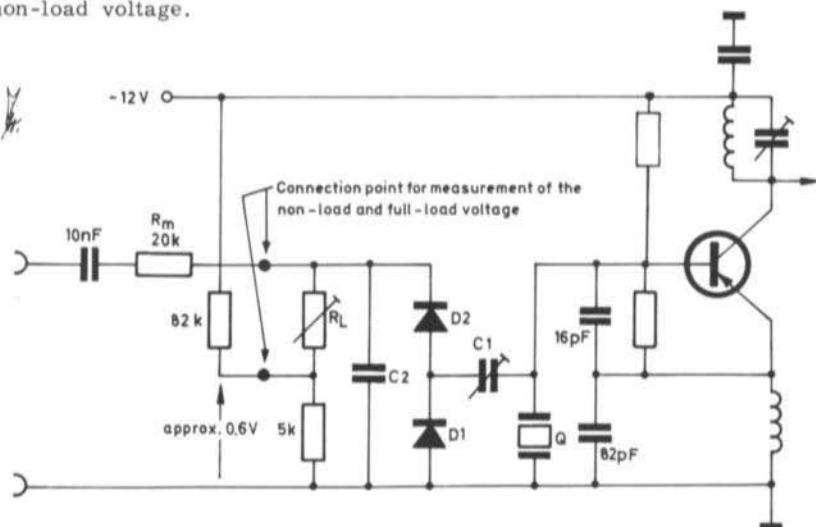 non-load voltage.
-12 V
Connection point for measurement of the
non-load and full-load voltage
10nF
Rm
20k
82 k
RL
D2
C1
16pF
C2
approx. 0,6V
5k
D1
Q
82pF